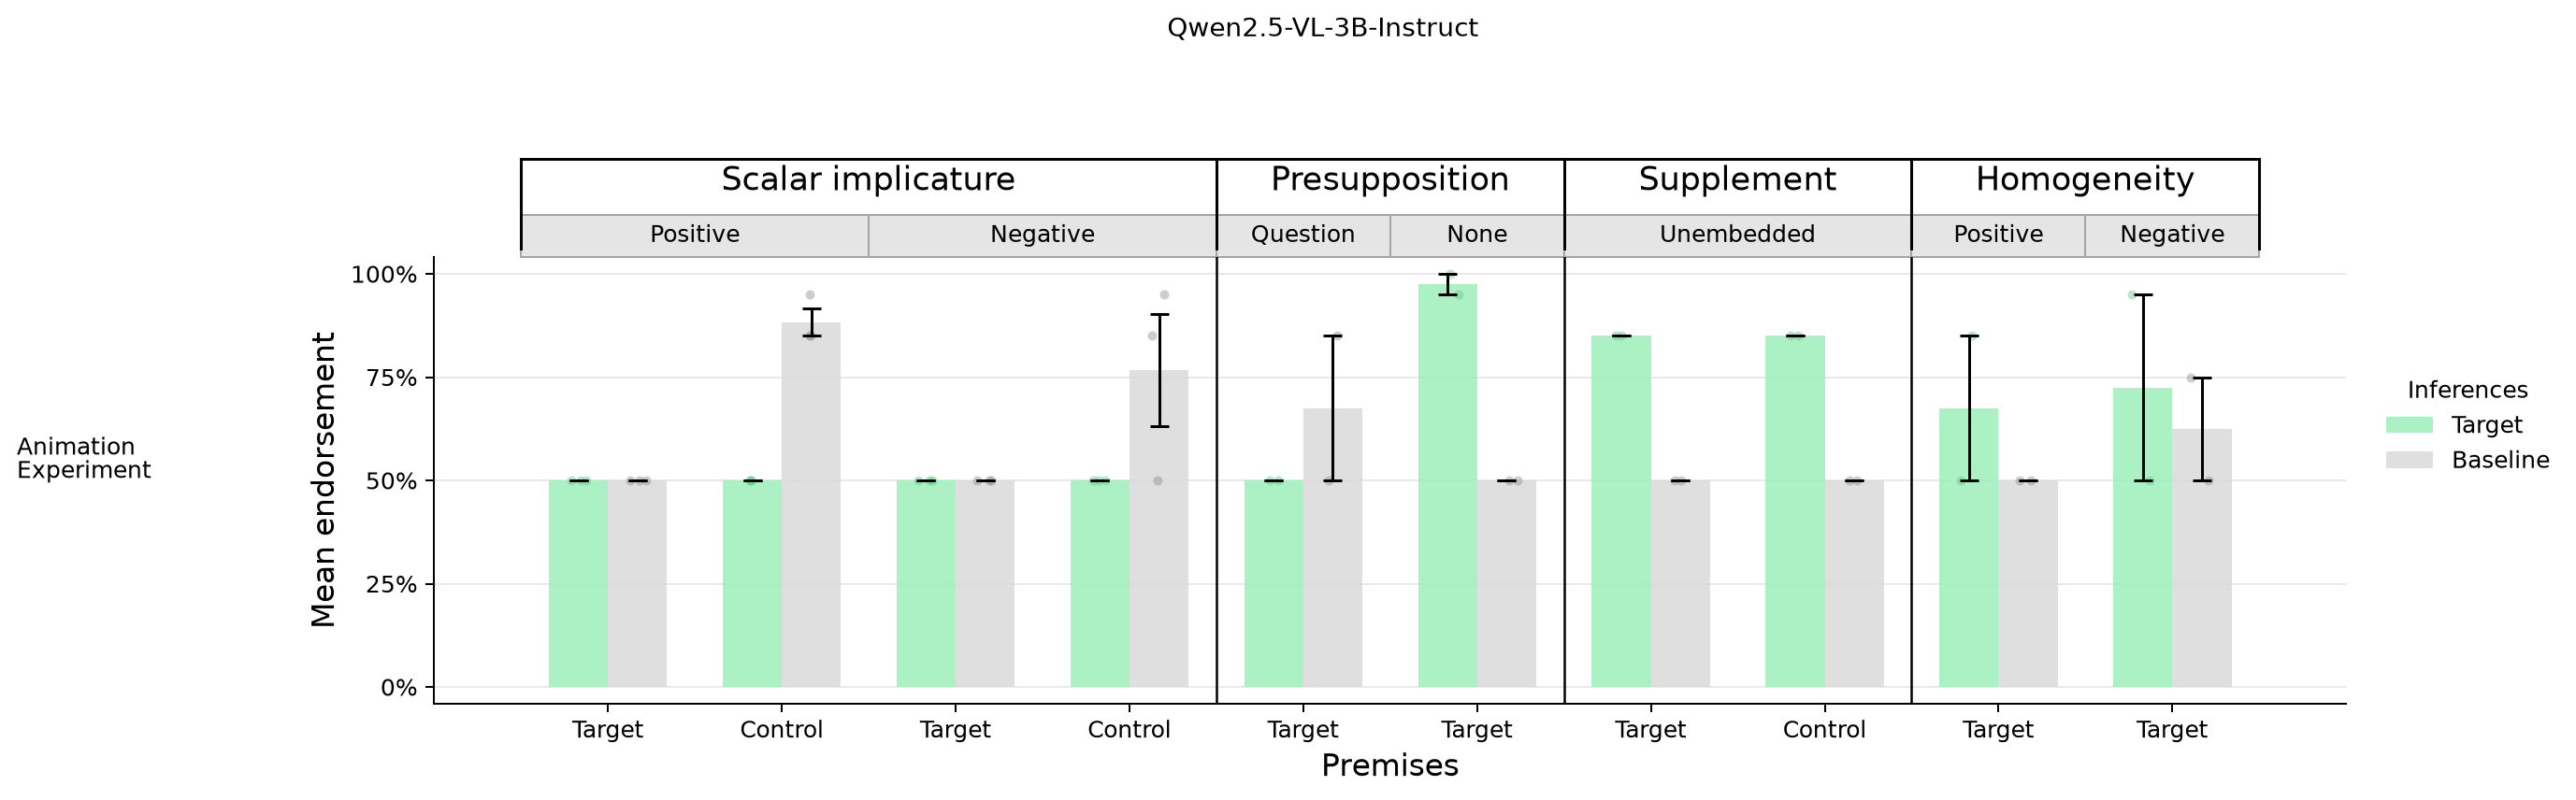 Qwen2.5-VL-3B-Instruct
Scalar implicature Presupposition Supplement Homogeneity
Positive Negative Question None Unembedded Positive Negative
100%
75%
50%
25%
0%
Mean endorsement
Animation
Experiment
Inferences
Target
Baseline
Target Control Target Control Target Target Target Control Target Target
Premises